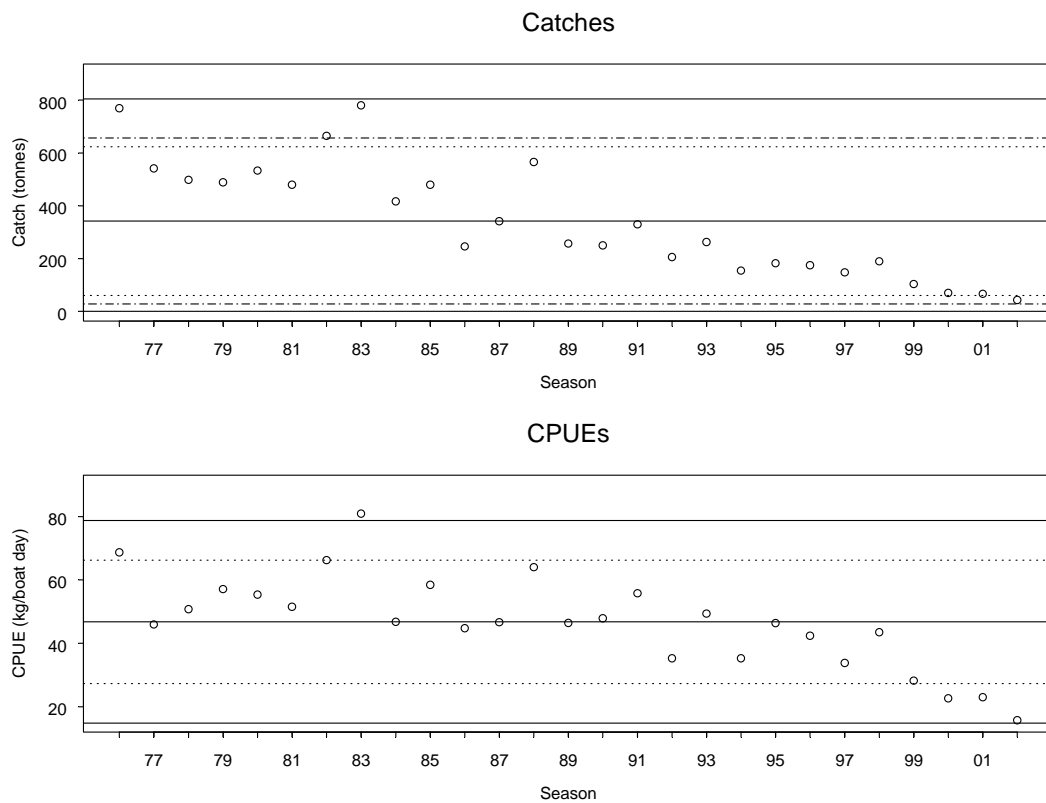 Catches
Catch (tonnes)
800
600
400
200
0
77 79 81 83 85 87 89 91 93 95 97 99 01
Season
CPUEs
CPUE (kg/boat day)
80
60
40
20
77 79 81 83 85 87 89 91 93 95 97 99 01
Season